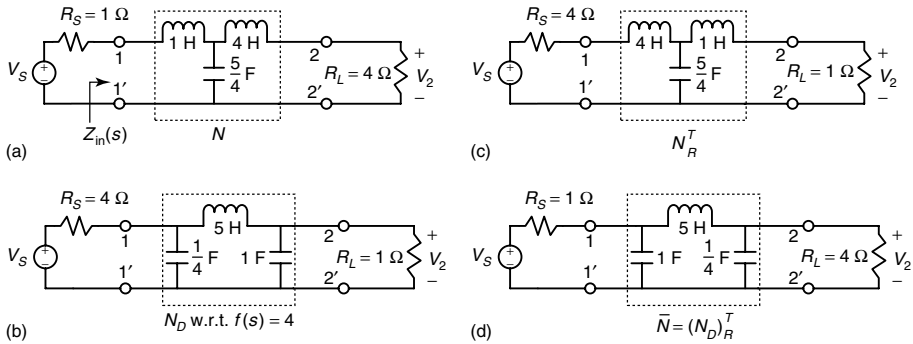 R_S = 1 Ω
1 H
4 H
1
2
+
V_S
+
−
5/4 F
R_L = 4 Ω
V_2
1′
2′
−
Z_in(s)
N
(a)
R_S = 4 Ω
4 H
1 H
1
2
+
V_S
+
−
5/4 F
R_L = 1 Ω
V_2
1′
2′
−
N_R^T
(c)
R_S = 4 Ω
5 H
1
2
+
V_S
+
−
1/4 F
1 F
R_L = 1 Ω
V_2
1′
2′
−
N_D w.r.t. f(s) = 4
(b)
R_S = 1 Ω
5 H
1
2
+
V_S
+
−
1 F
1/4 F
R_L = 4 Ω
V_2
1′
2′
−
N̅ = (N_D)_R^T
(d)